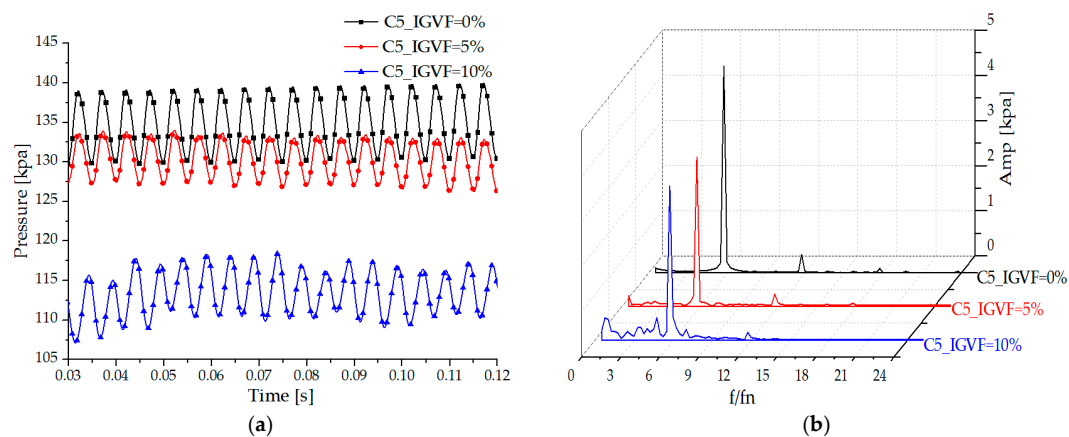 C5_IGVF=0%
C5_IGVF=5%
C5_IGVF=10%
145
140
135
130
125
120
115
110
105
Pressure [kpa]
0.03 0.04 0.05 0.06 0.07 0.08 0.09 0.10 0.11 0.12
Time [s]
(a)
5
4
3
2
1
0
Amp [kpa]
C5_IGVF=0%
C5_IGVF=5%
C5_IGVF=10%
0 3 6 9 12 15 18 21 24
f/fn
(b)